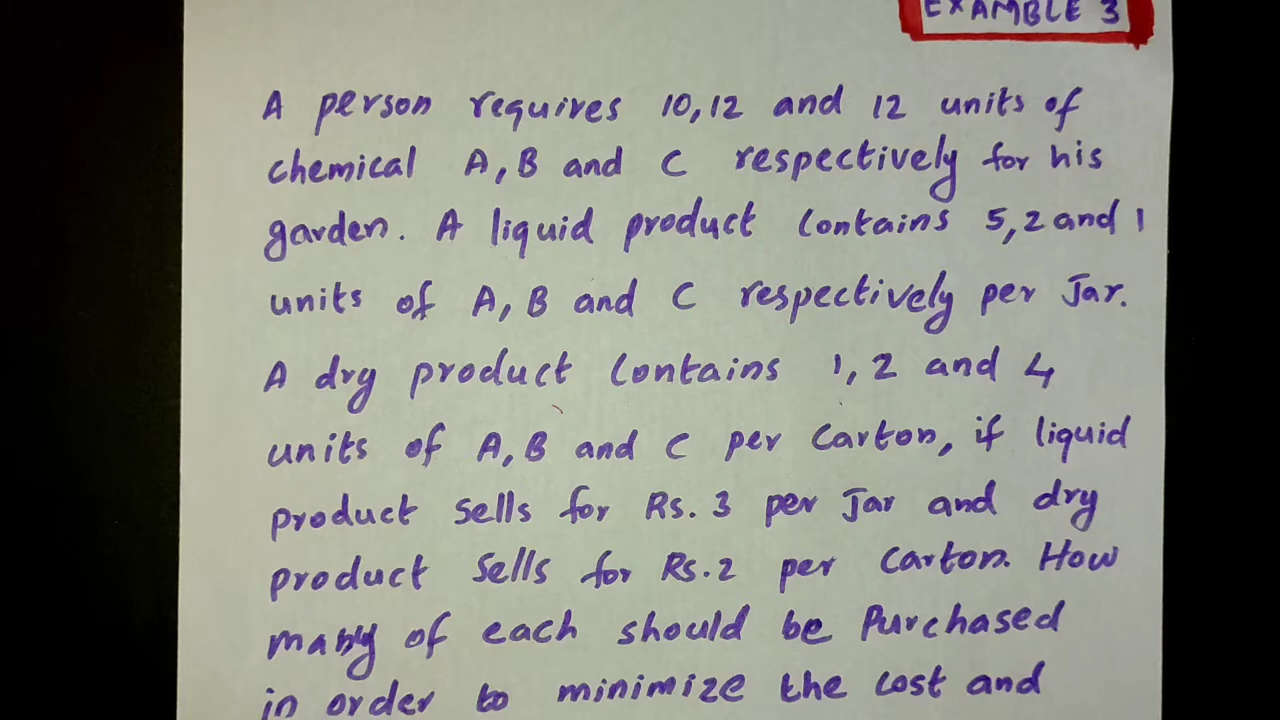 EXAMBLE 3
A person requires 10,12 and 12 units of
chemical A,B and C respectively for his
garden. A liquid product contains 5,2 and 1
units of A,B and C respectively per Jar.
A dry product contains 1,2 and 4
units of A,B and C per carton, if liquid
product sells for Rs. 3 per Jar and dry
product sells for Rs.2 per carton. How
many of each should be Purchased
in order to minimize the cost and